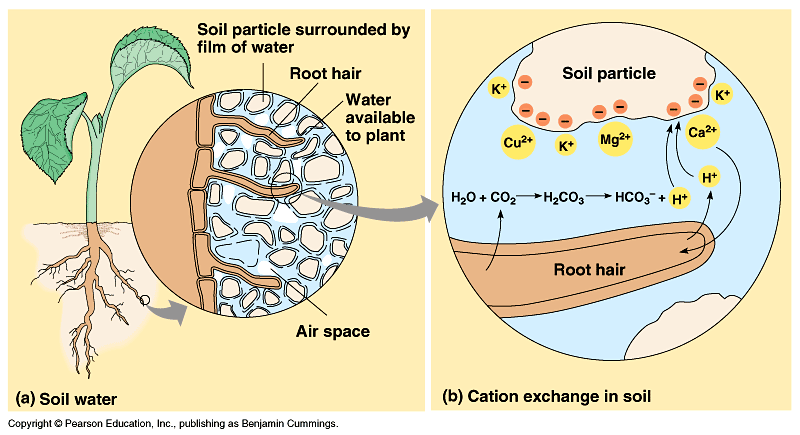 Soil particle surrounded by
film of water
Root hair
Water
available
to plant
Air space
(a) Soil water
Soil particle
K⁺
K⁺
Cu²⁺
K⁺
Mg²⁺
Ca²⁺
− − − − − − − − −
H⁺
H₂O + CO₂ → H₂CO₃ → HCO₃⁻ + H⁺
Root hair
(b) Cation exchange in soil
Copyright © Pearson Education, Inc., publishing as Benjamin Cummings.